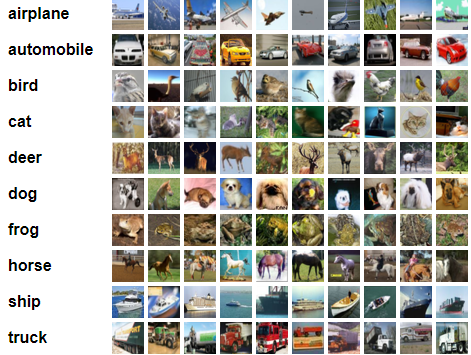 airplane
automobile
bird
cat
deer
dog
frog
horse
ship
truck